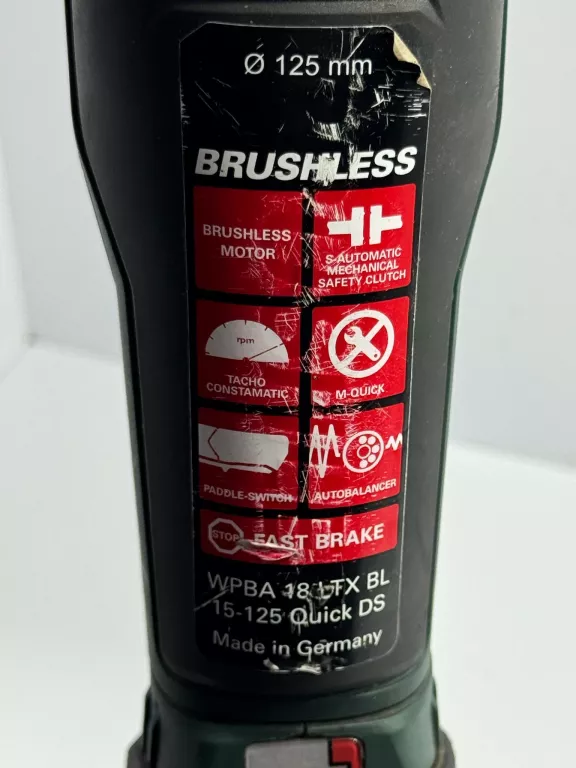 Ø 125 mm
BRUSHLESS
BRUSHLESS
MOTOR
S-AUTOMATIC
MECHANICAL
SAFETY CLUTCH
rpm
TACHO
CONSTAMATIC
M-QUICK
PADDLE-SWITCH
AUTOBALANCER
STOP FAST BRAKE
WPBA 18 LTX BL
15-125 Quick DS
Made in Germany